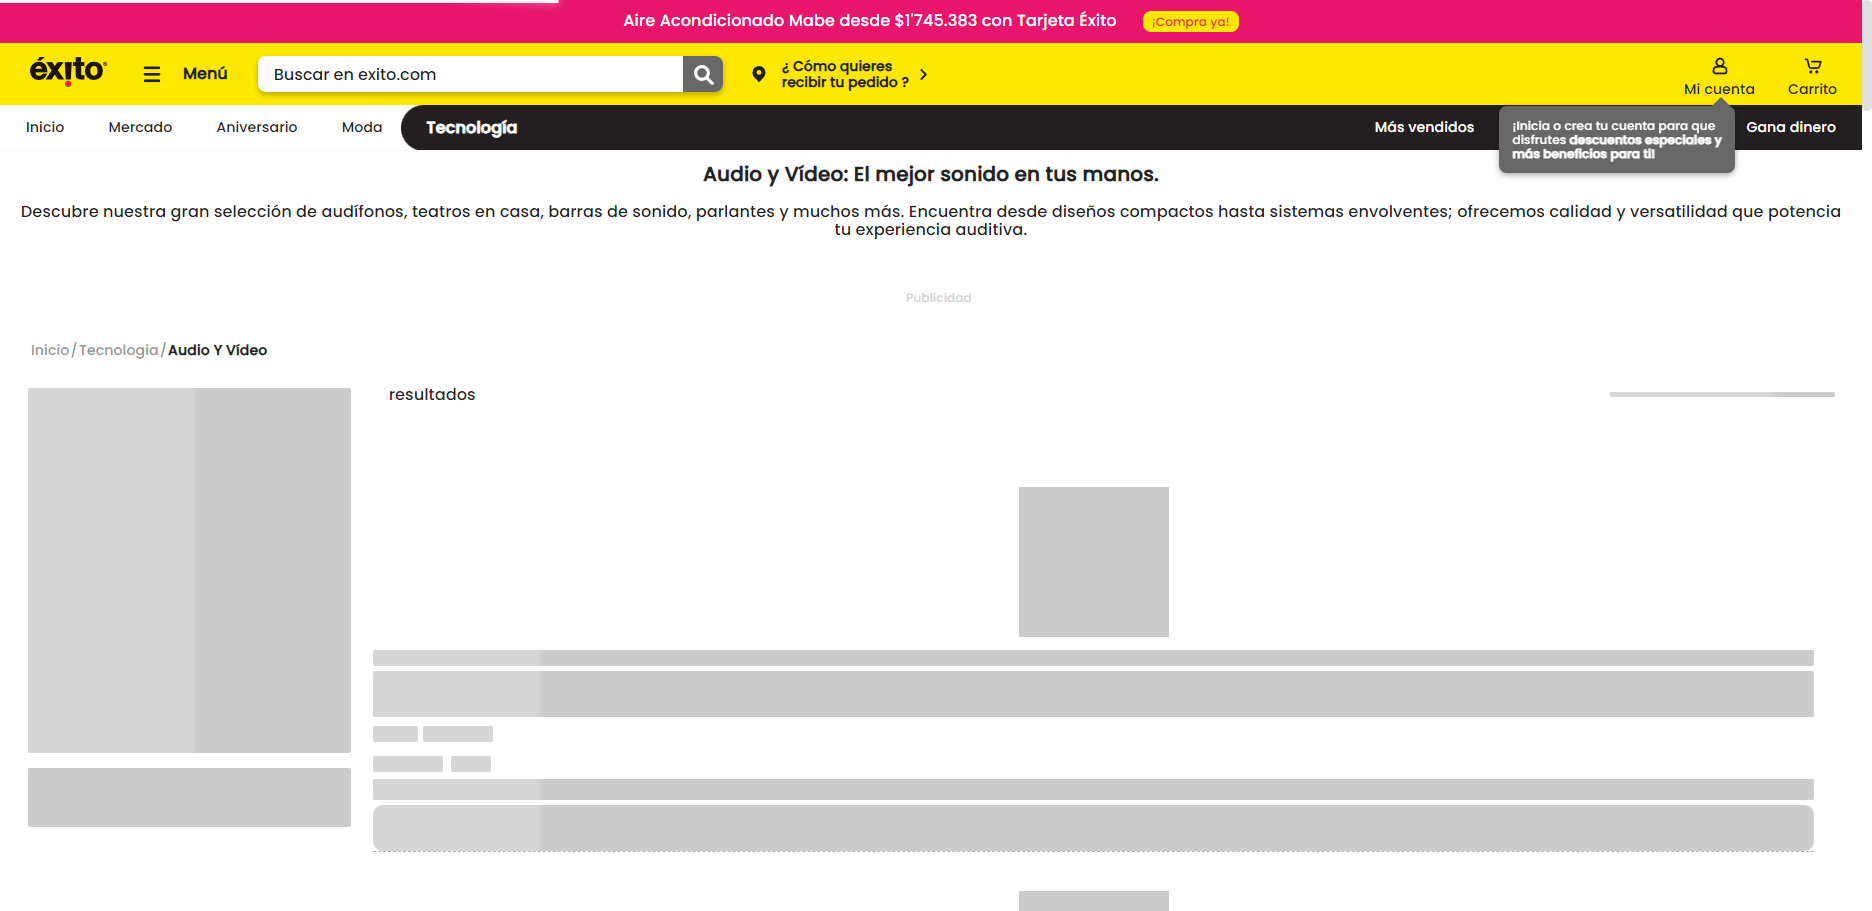 Aire Acondicionado Mabe desde $1'745.383 con Tarjeta Éxito
¡Compra ya!
éxito
Menú
Buscar en exito.com
¿ Cómo quieres
recibir tu pedido ?
Mi cuenta
Carrito
Inicio
Mercado
Aniversario
Moda
Tecnología
Más vendidos
Gana dinero
¡Inicia o crea tu cuenta para que
disfrutes descuentos especiales y
más beneficios para ti!
Audio y Vídeo: El mejor sonido en tus manos.
Descubre nuestra gran selección de audífonos, teatros en casa, barras de sonido, parlantes y muchos más. Encuentra desde diseños compactos hasta sistemas envolventes; ofrecemos calidad y versatilidad que potencia
tu experiencia auditiva.
Publicidad
Inicio/Tecnologia/Audio Y Vídeo
resultados